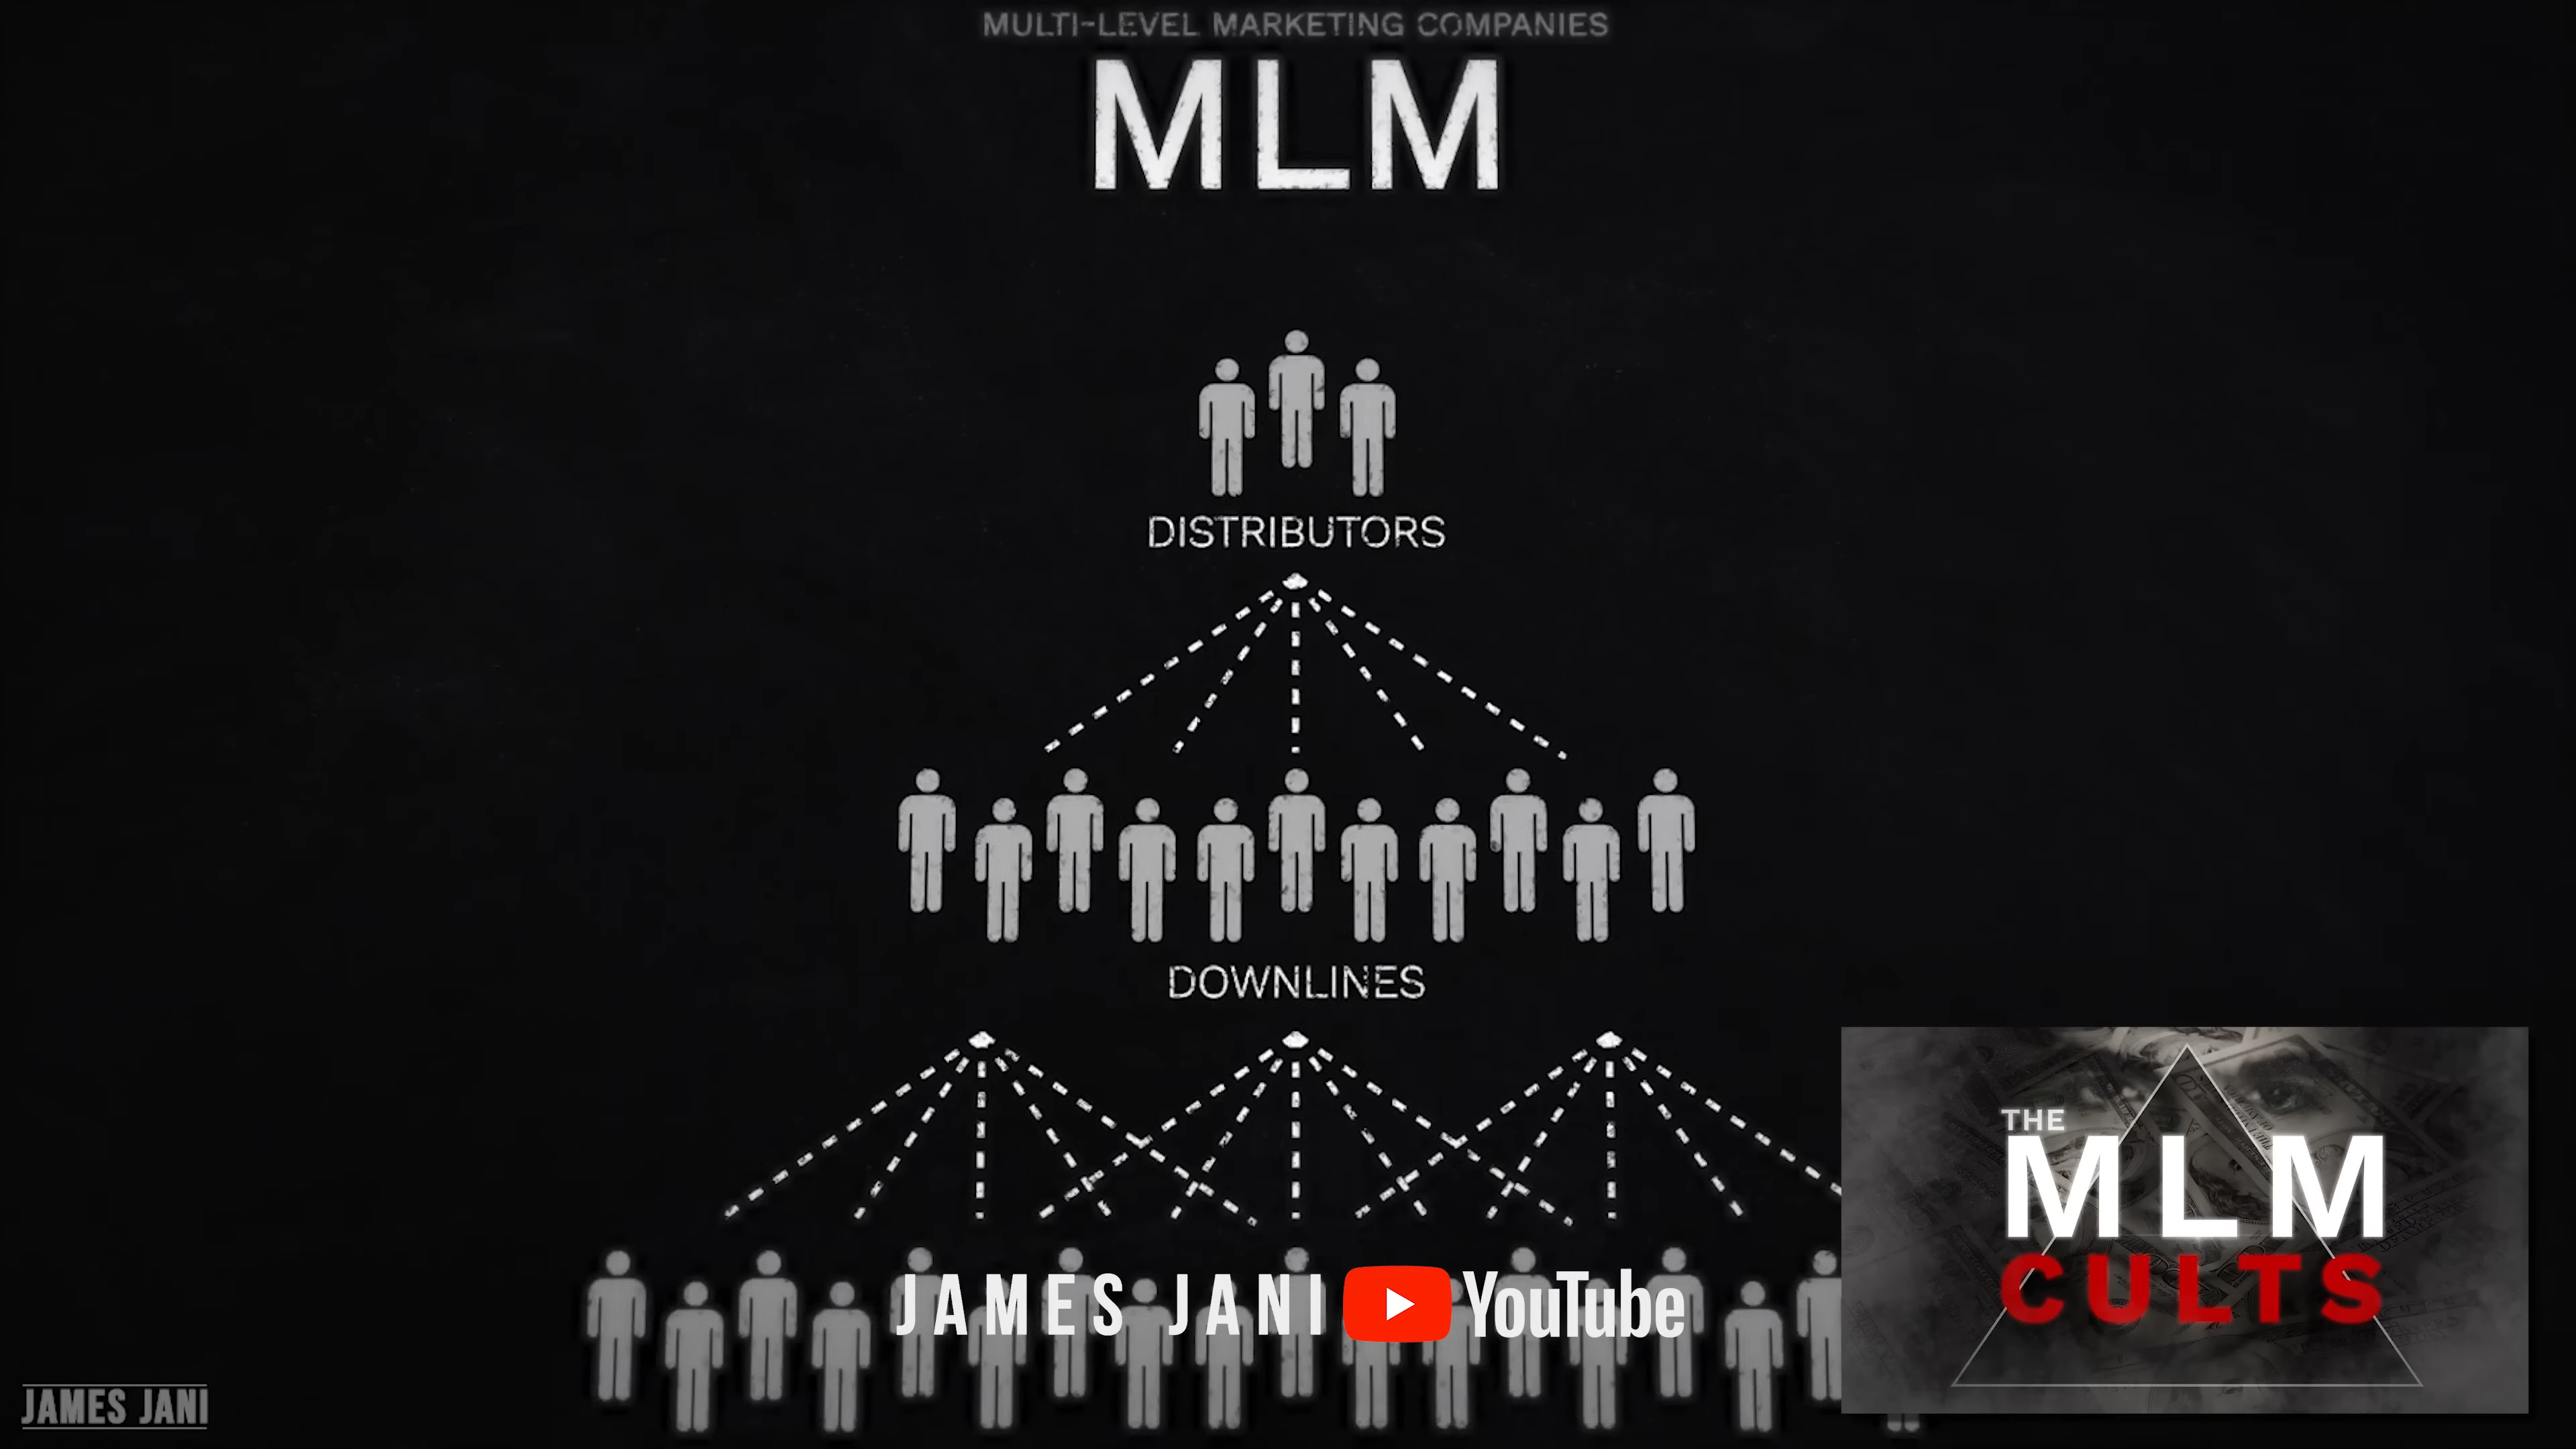 MULTI-LEVEL MARKETING COMPANIES
MLM
DISTRIBUTORS
DOWNLINES
JAMES JANI YouTube
THE
MLM
CULTS
JAMES JANI